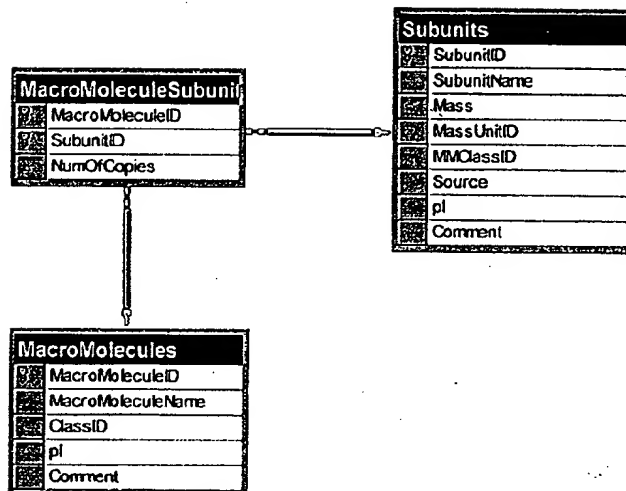 MacroMoleculeSubunit
MacroMoleculeID
SubunitID
NumOfCopies
Subunits
SubunitID
SubunitName
Mass
MassUnitID
MMClassID
Source
pI
Comment
MacroMolecules
MacroMoleculeID
MacroMoleculeName
ClassID
pI
Comment